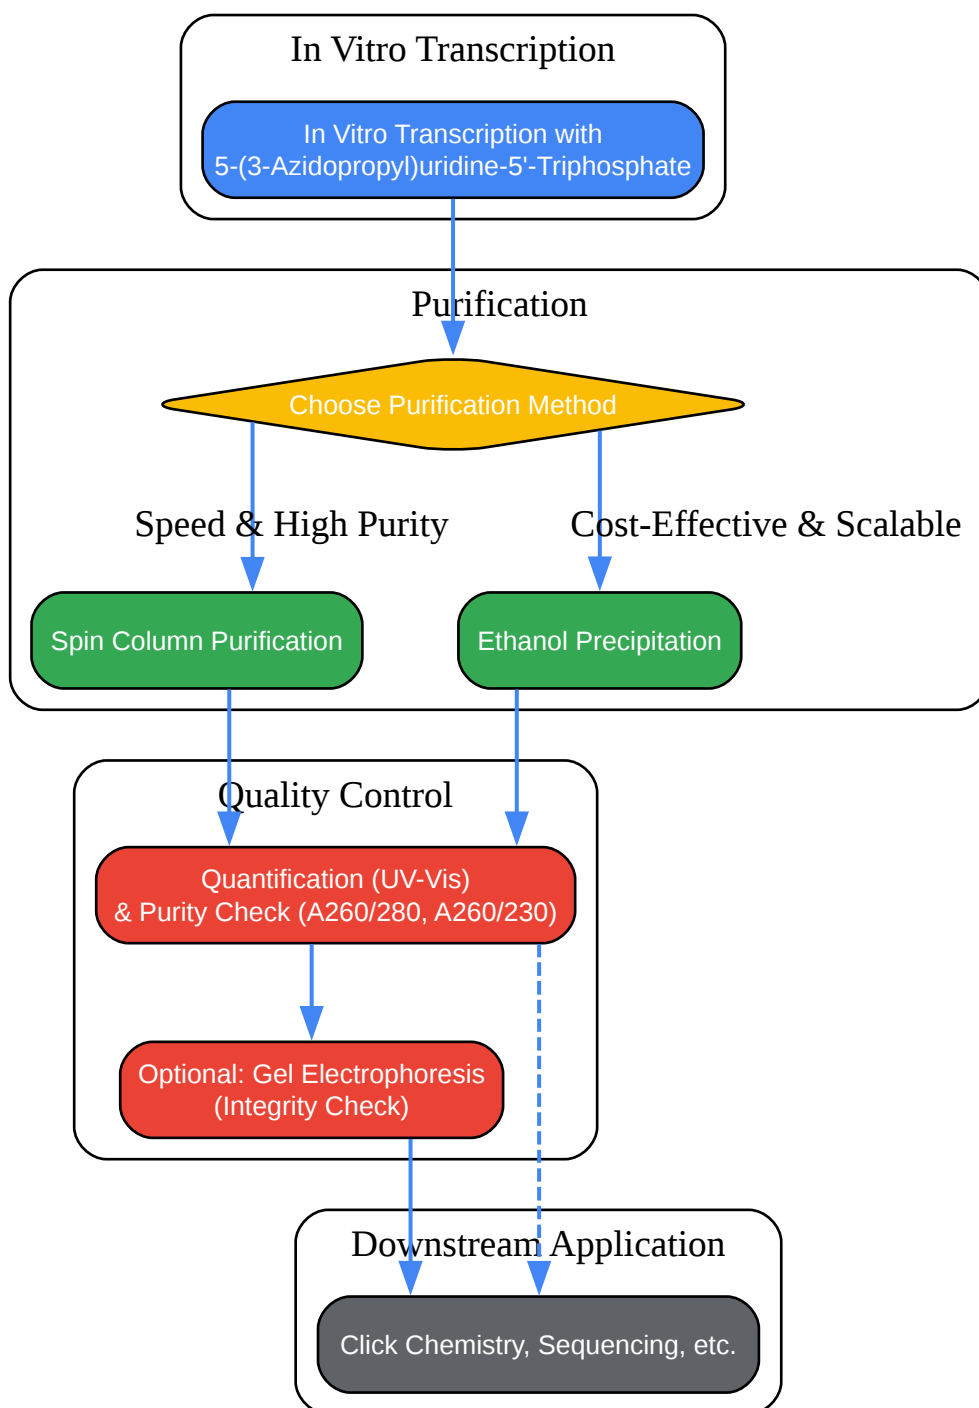 In Vitro Transcription
In Vitro Transcription with
5-(3-Azidopropyl)uridine-5'-Triphosphate
Purification
Choose Purification Method
Speed & High Purity
Cost-Effective & Scalable
Spin Column Purification
Ethanol Precipitation
Quality Control
Quantification (UV-Vis)
& Purity Check (A260/280, A260/230)
Optional: Gel Electrophoresis
(Integrity Check)
Downstream Application
Click Chemistry, Sequencing, etc.